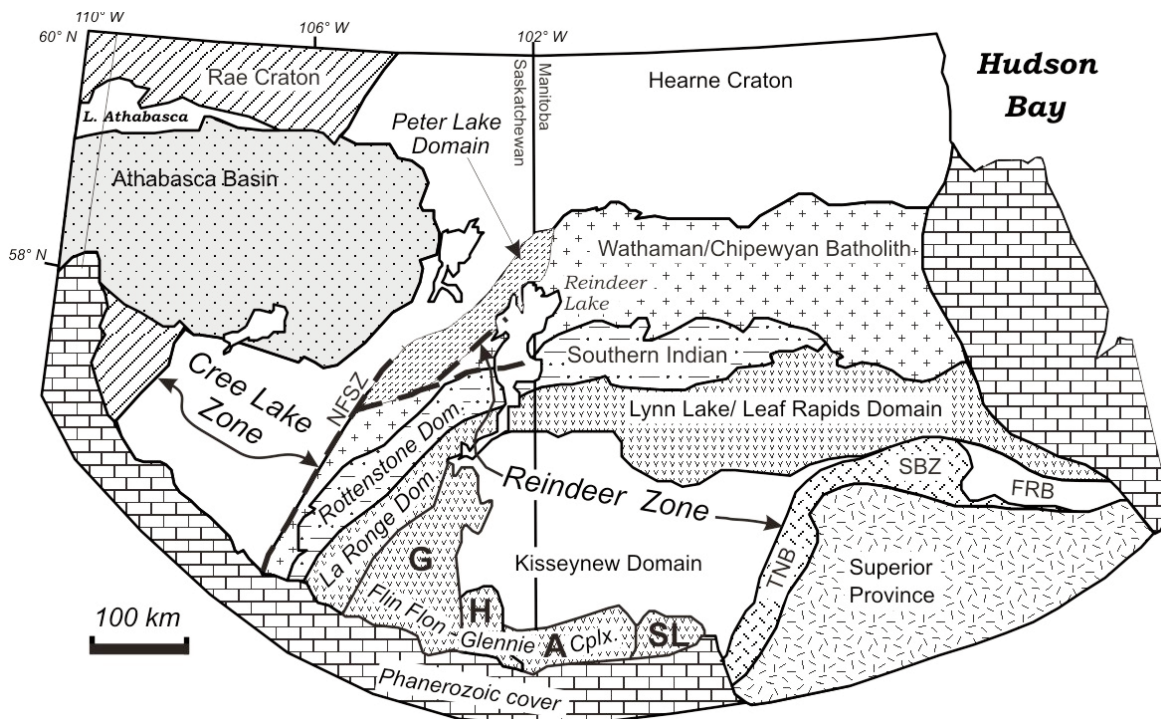 110° W
60° N
106° W
102° W
Rae Craton
Hearne Craton
Hudson
Bay
Manitoba
Saskatchewan
L. Athabasca
Peter Lake
Domain
Athabasca Basin
58° N
Wathaman/Chipewyan Batholith
Reindeer
Lake
Southern Indian
Cree Lake
Zone
NFSZ
Lynn Lake/ Leaf Rapids Domain
Rottenstone Dom.
La Ronge Dom.
Reindeer Zone
SBZ
FRB
TNB
G
Kisseynew Domain
Superior
Province
H
Flin Flon - Glennie
A
Cplx.
SL
100 km
Phanerozoic cover